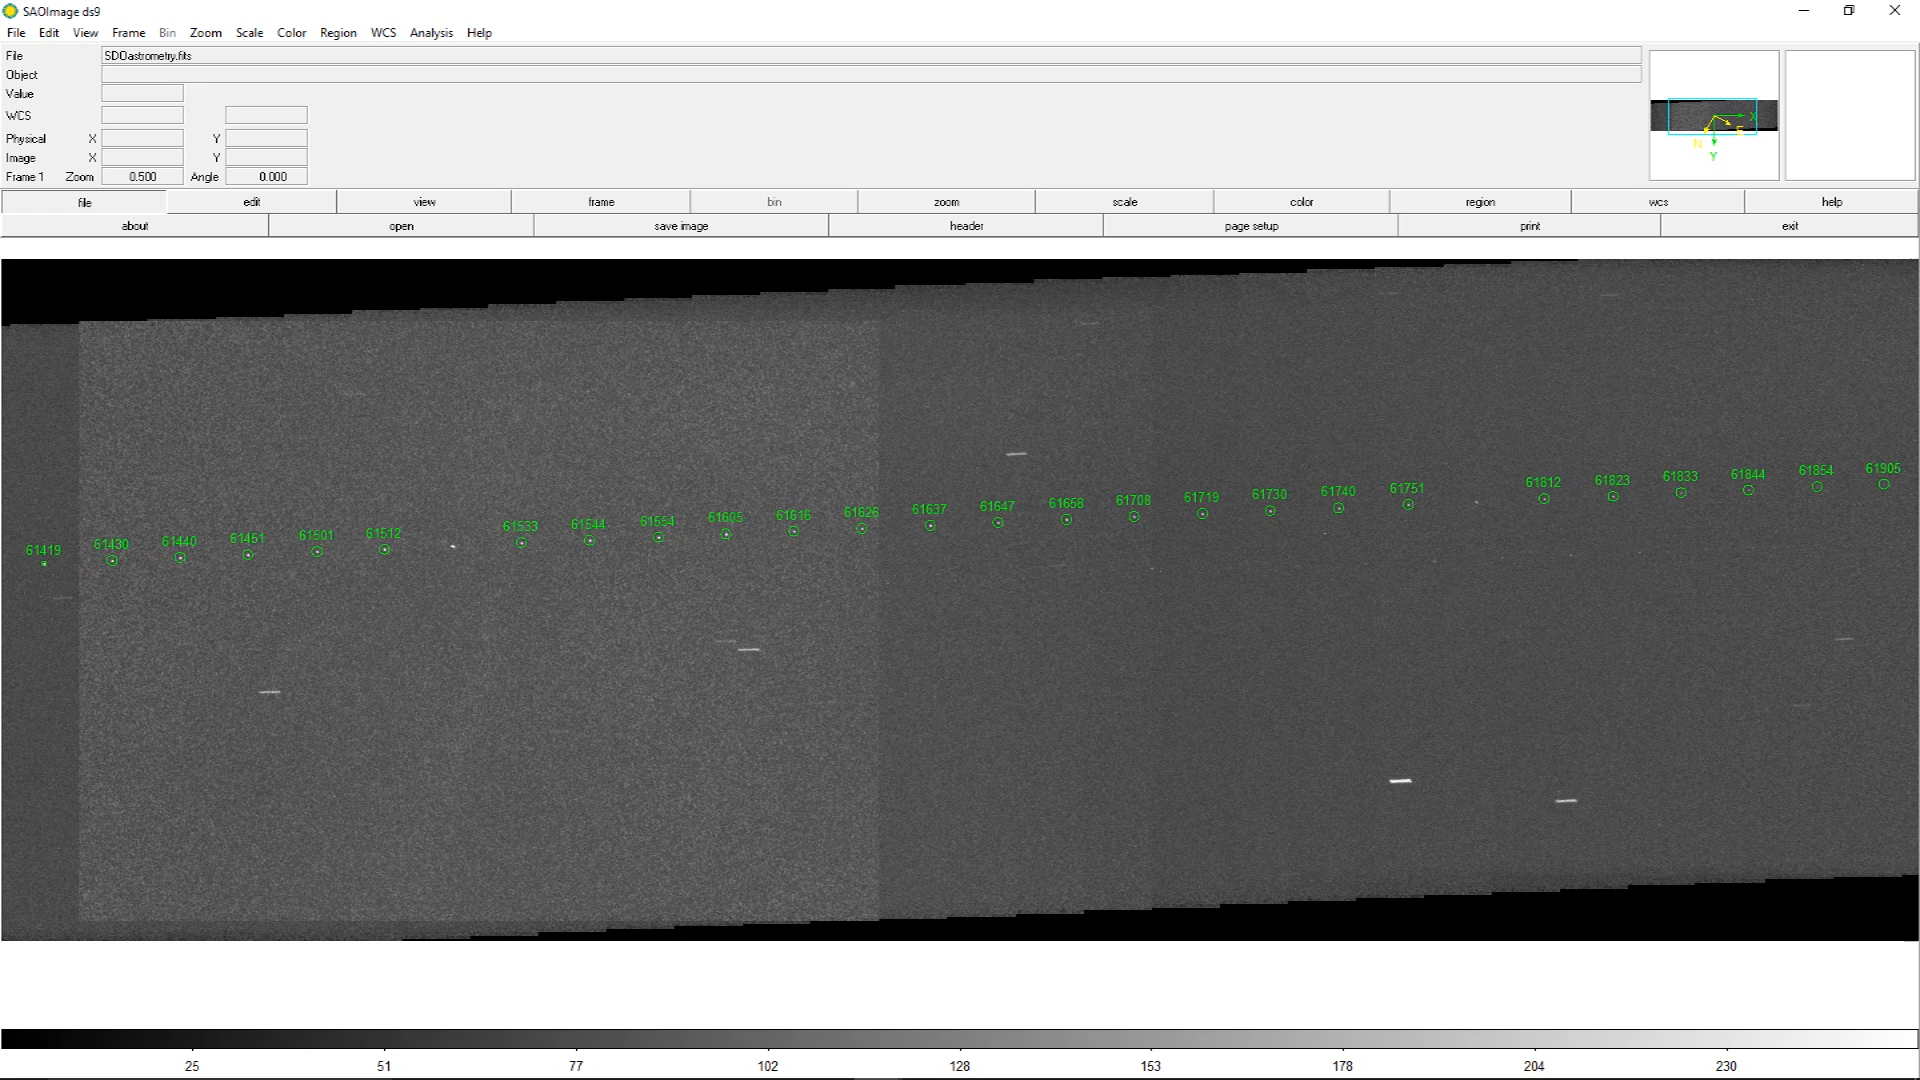 SAOImage ds9
File Edit View Frame Bin Zoom Scale Color Region WCS Analysis Help
File SDOastrometry.fits
Object
Value
WCS
Physical X Y
Image X Y
Frame 1 Zoom 0.500 Angle 0.000
X
E
N
Y
file edit view frame bin zoom scale color region wcs help
about open save image header page setup print exit
61419 61430 61440 61451 61501 61512 61533 61544 61554 61605 61616 61626 61637 61647 61658 61708 61719 61730 61740 61751 61812 61823 61833 61844 61854 61905
25 51 77 102 128 153 178 204 230